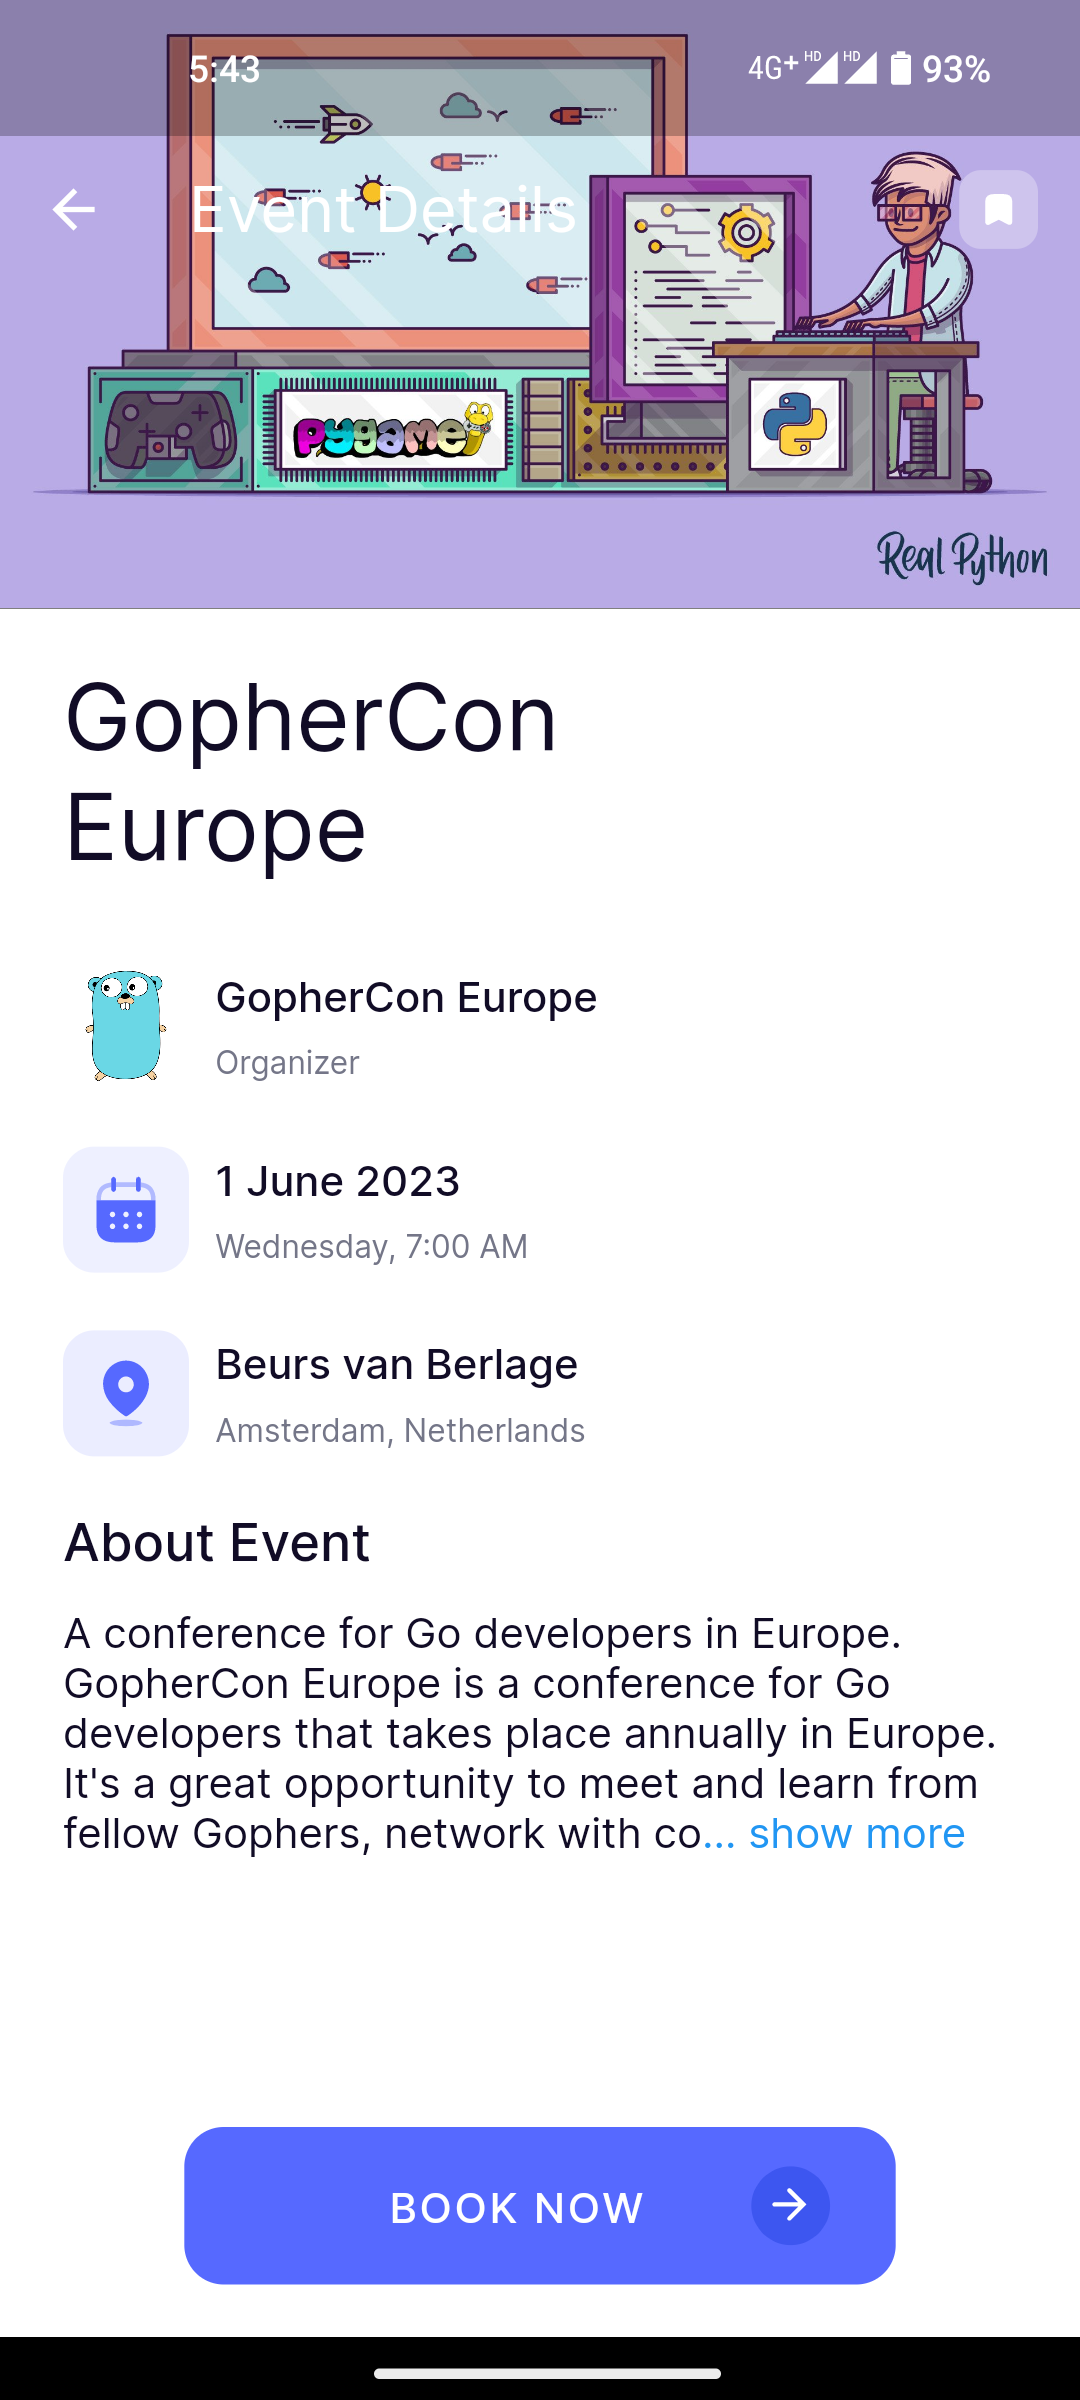 5:43 4G+ HD HD 93%
Event Details
pygame
Real Python
GopherCon
Europe
GopherCon Europe
Organizer
1 June 2023
Wednesday, 7:00 AM
Beurs van Berlage
Amsterdam, Netherlands
About Event
A conference for Go developers in Europe.
GopherCon Europe is a conference for Go
developers that takes place annually in Europe.
It's a great opportunity to meet and learn from
fellow Gophers, network with co... show more
BOOK NOW